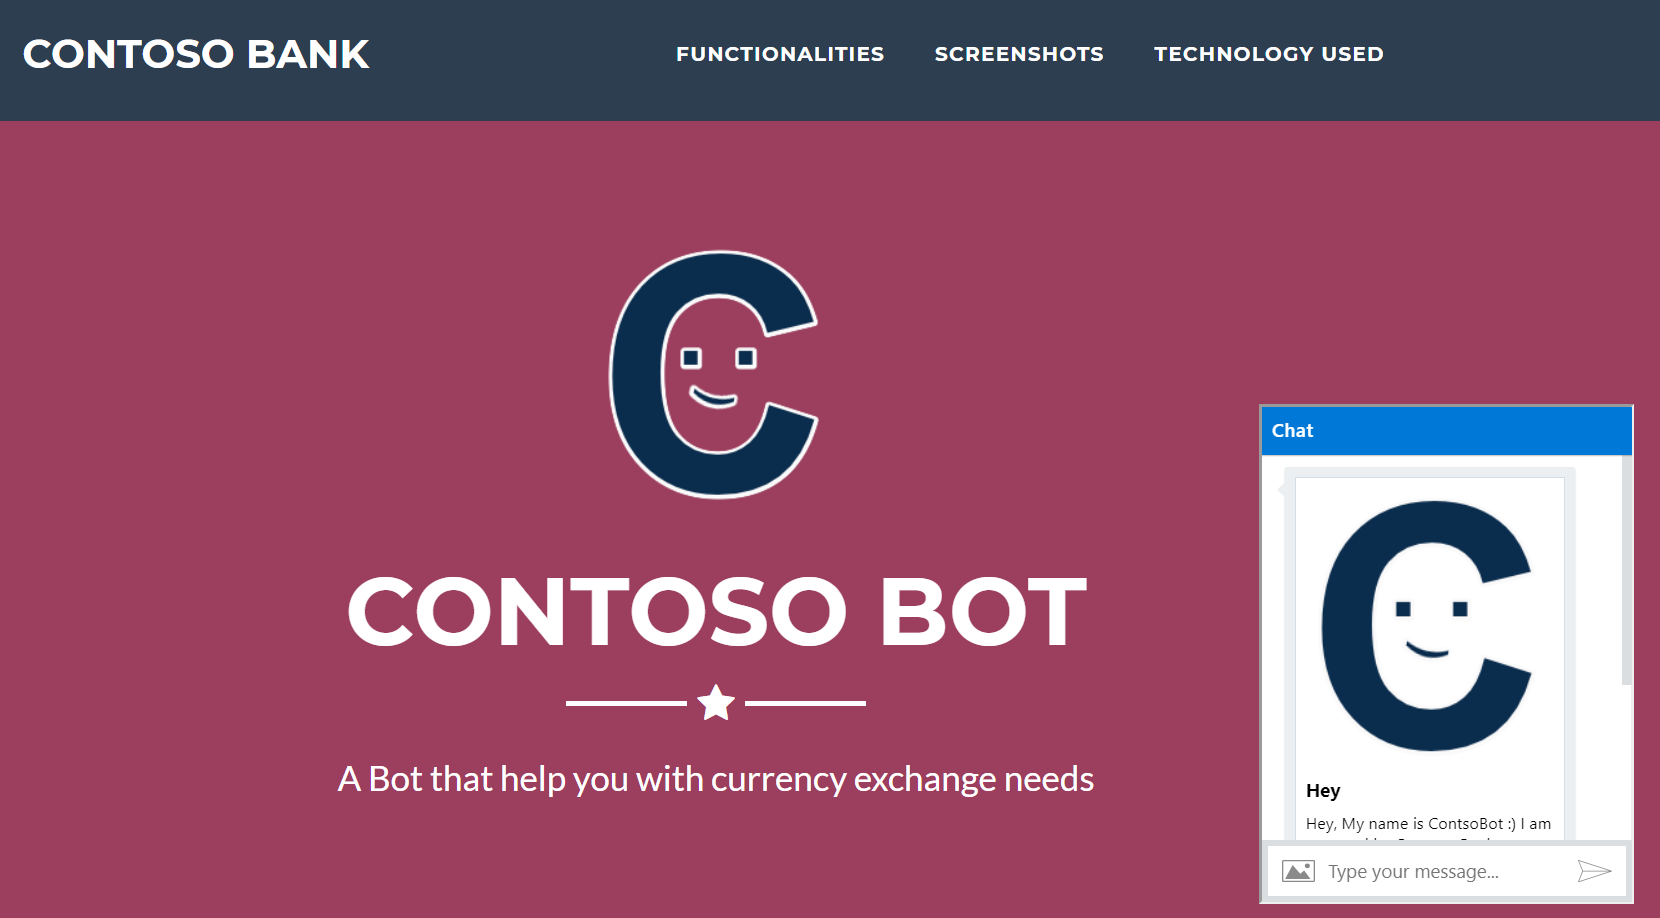 CONTOSO BANK
FUNCTIONALITIES SCREENSHOTS TECHNOLOGY USED
CONTOSO BOT
A Bot that help you with currency exchange needs
Chat
Hey
Hey, My name is ContsoBot :) I am
Type your message...